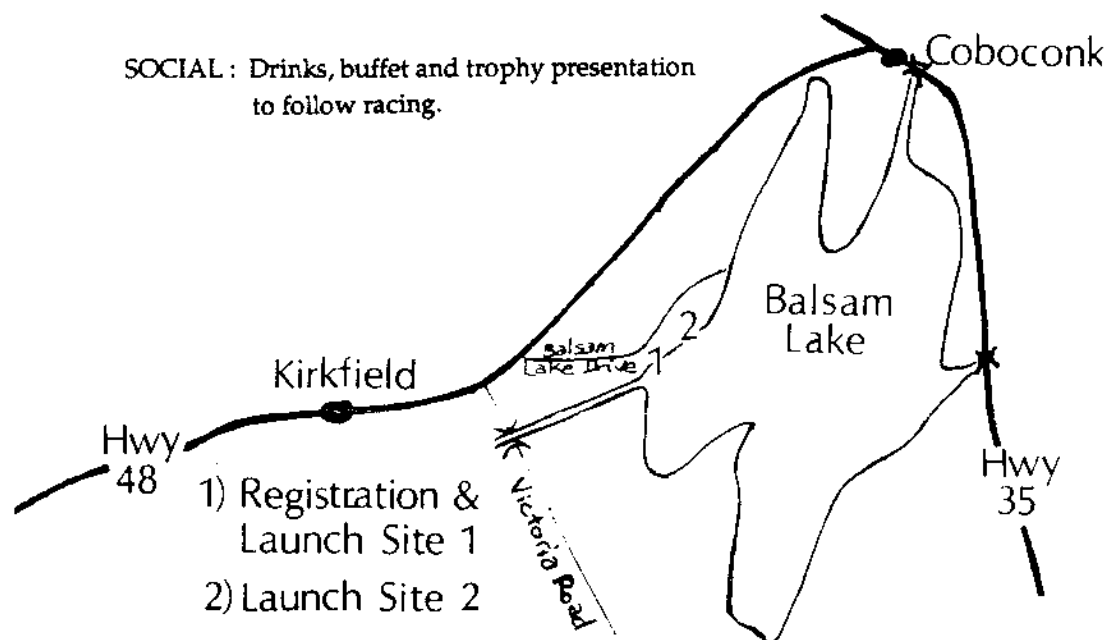 SOCIAL : Drinks, buffet and trophy presentation
to follow racing.
Coboconk
Balsam
Lake
2
1
Balsam
Lake Drive
Kirkfield
Hwy
48
Hwy
35
1) Registration &
Launch Site 1
2) Launch Site 2
Victoria Road